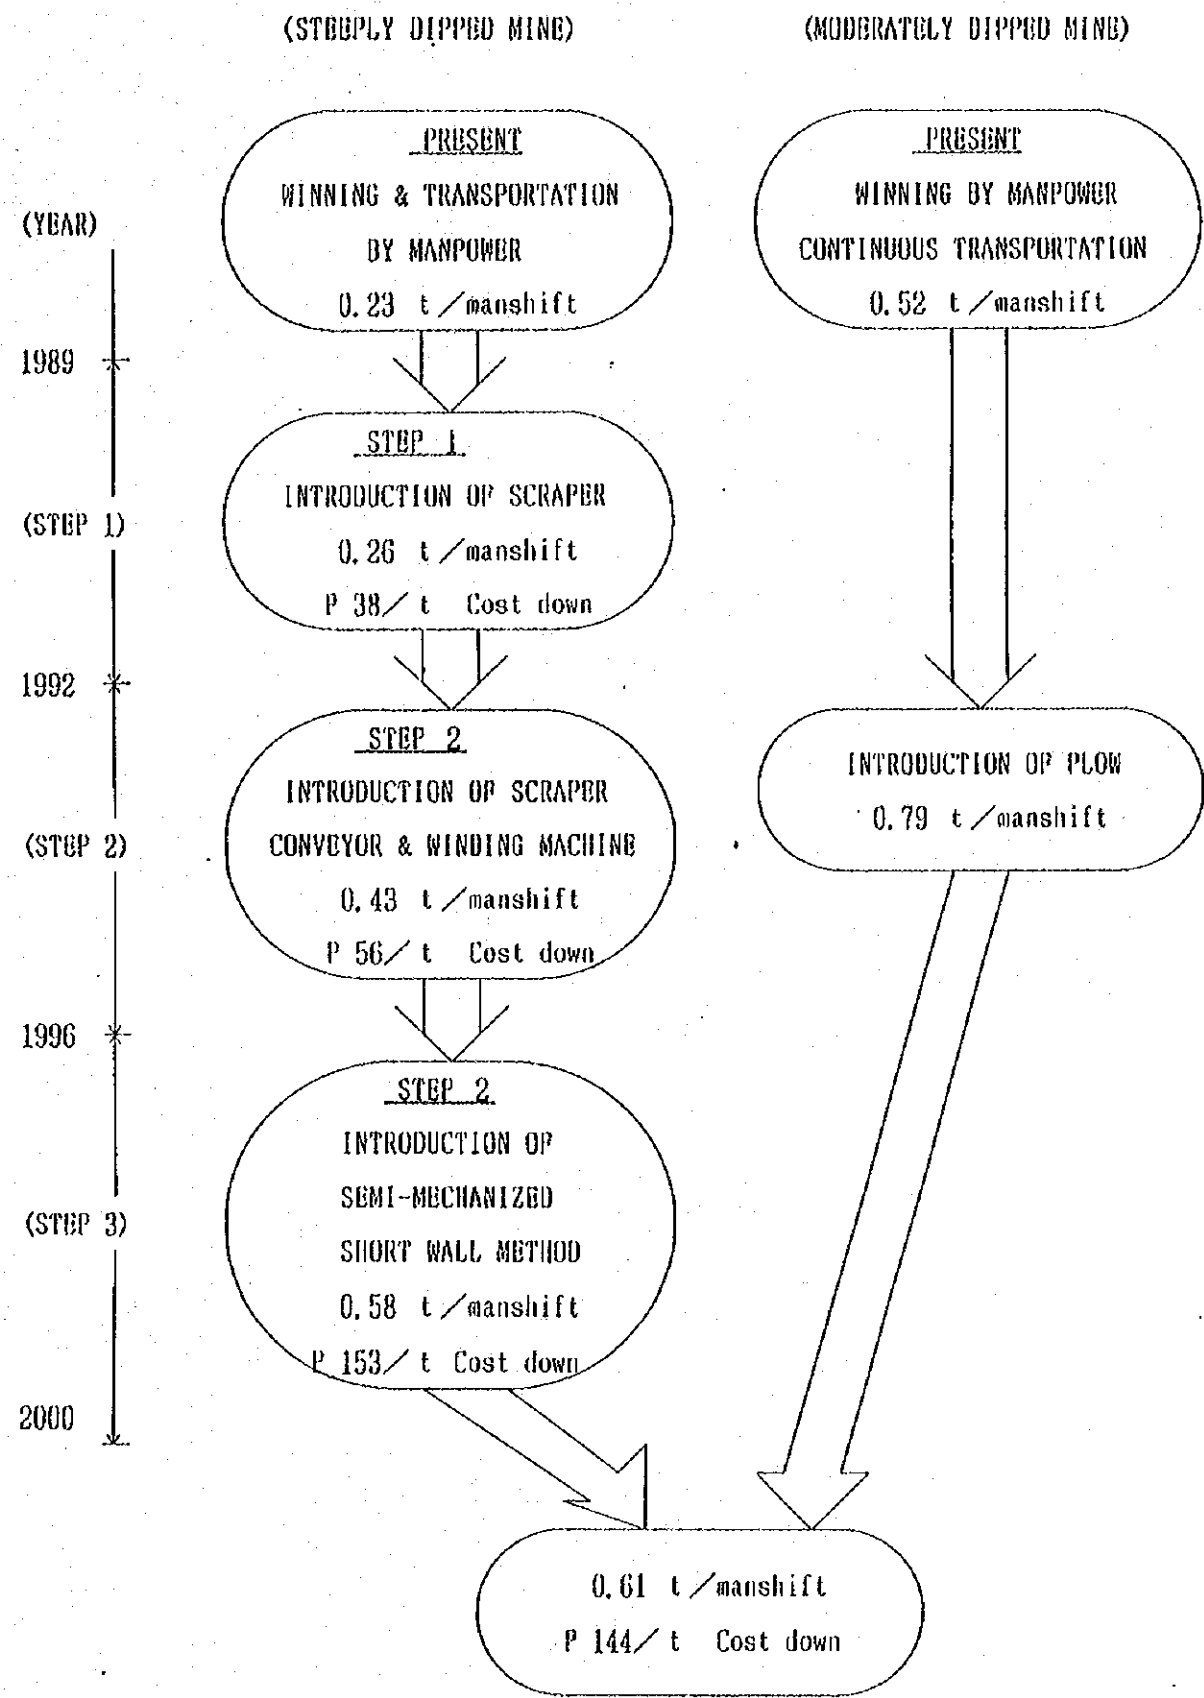 (STEEPLY DIPPED MINE)
(MODERATELY DIPPED MINE)
PRESENT
WINNING & TRANSPORTATION
BY MANPOWER
0.23 t/manshift
PRESENT
WINNING BY MANPOWER
CONTINUOUS TRANSPORTATION
0.52 t/manshift
(YEAR)
1989
(STEP 1)
1992
(STEP 2)
1996
(STEP 3)
2000
STEP 1
INTRODUCTION OF SCRAPER
0.26 t/manshift
P 38/t Cost down
STEP 2
INTRODUCTION OF SCRAPER
CONVEYOR & WINDING MACHINE
0.43 t/manshift
P 56/t Cost down
INTRODUCTION OF PLOW
0.79 t/manshift
STEP 2
INTRODUCTION OF
SEMI-MECHANIZED
SHORT WALL METHOD
0.58 t/manshift
P 153/t Cost down
0.61 t/manshift
P 144/t Cost down